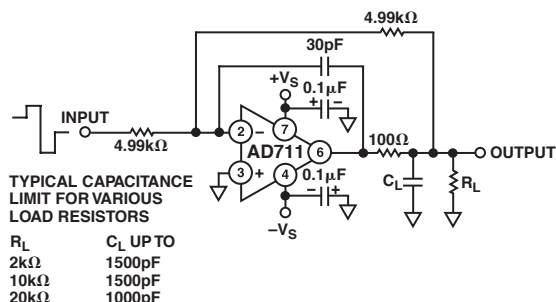 4.99kΩ
30pF
+VS
0.1µF
+ –
INPUT
4.99kΩ
2 –
7
AD711
6
100Ω
OUTPUT
3 +
4
0.1µF
– +
CL
RL
–VS
TYPICAL CAPACITANCE
LIMIT FOR VARIOUS
LOAD RESISTORS
RL CL UP TO
2kΩ 1500pF
10kΩ 1500pF
20kΩ 1000pF